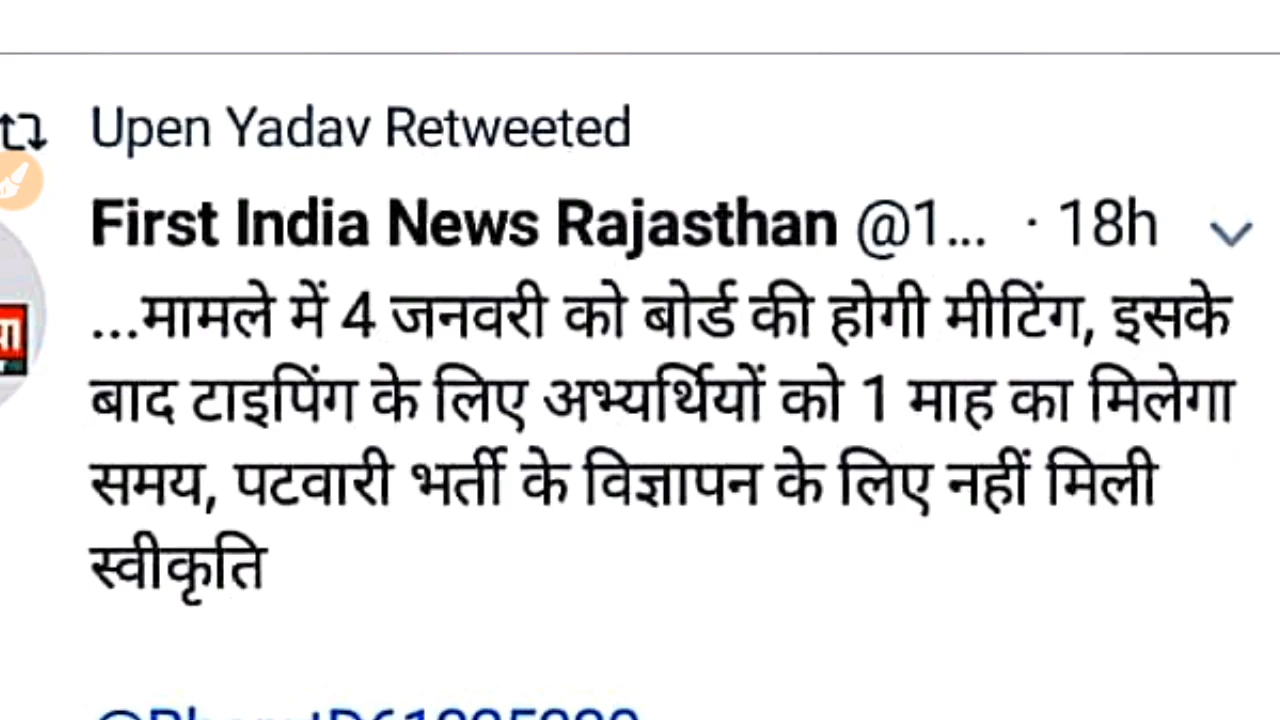 Upen Yadav Retweeted
First India News Rajasthan @1... · 18h
...मामले में 4 जनवरी को बोर्ड की होगी मीटिंग, इसके
बाद टाइपिंग के लिए अभ्यर्थियों को 1 माह का मिलेगा
समय, पटवारी भर्ती के विज्ञापन के लिए नहीं मिली
स्वीकृति